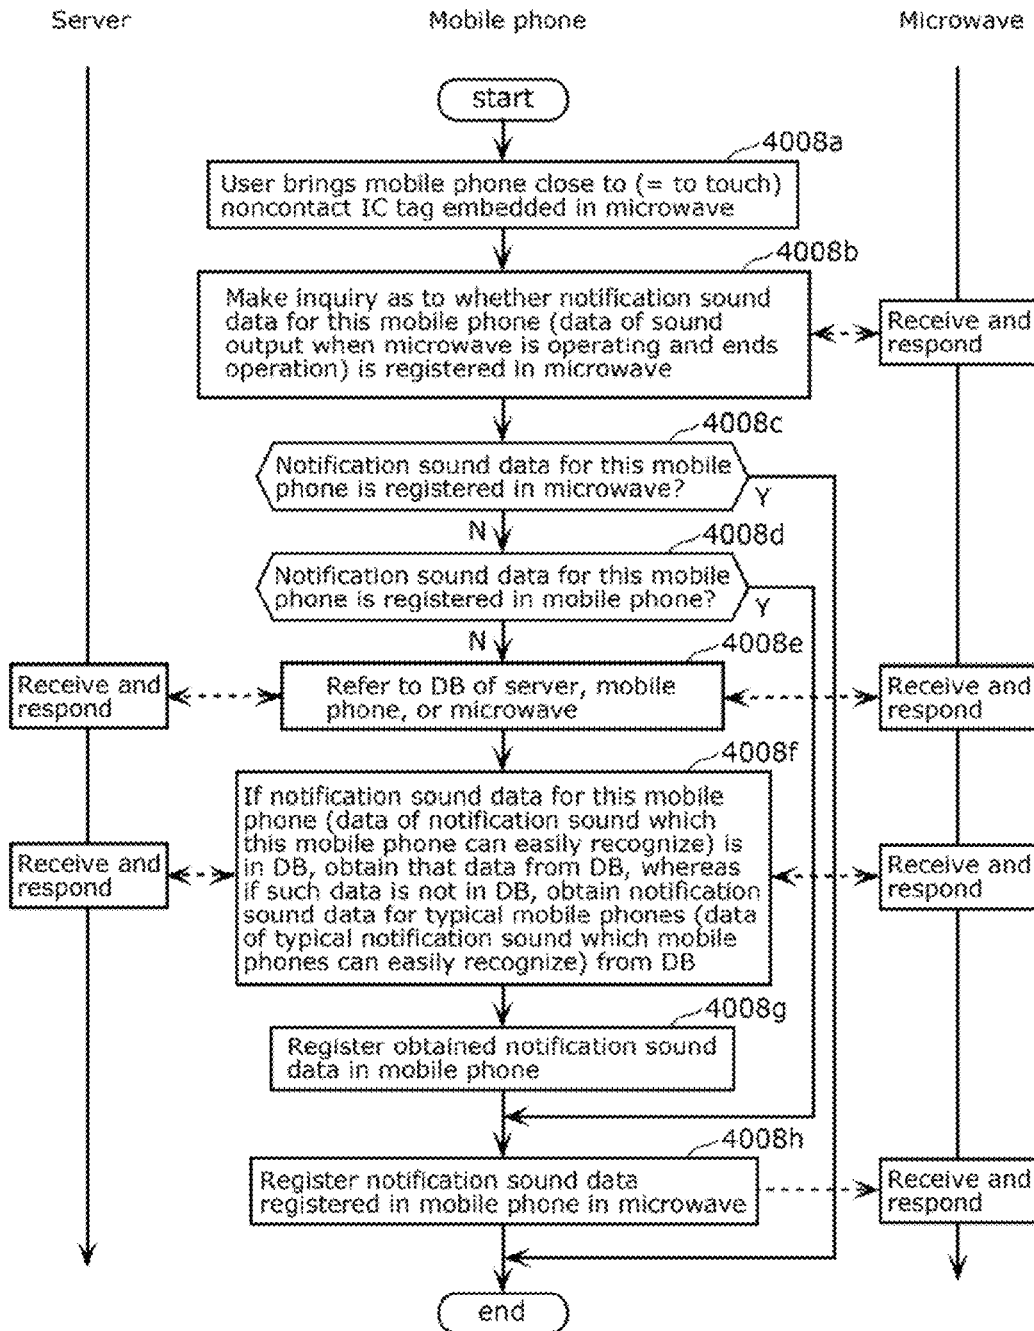 Server
Mobile phone
Microwave
start
4008a
User brings mobile phone close to (= to touch)
noncontact IC tag embedded in microwave
4008b
Make inquiry as to whether notification sound
data for this mobile phone (data of sound
output when microwave is operating and ends
operation) is registered in microwave
Receive and
respond
4008c
Notification sound data for this mobile
phone is registered in microwave?
Y
N
4008d
Notification sound data for this mobile
phone is registered in mobile phone?
Y
N
4008e
Receive and
respond
Refer to DB of server, mobile
phone, or microwave
Receive and
respond
4008f
If notification sound data for this mobile
phone (data of notification sound which
this mobile phone can easily recognize) is
in DB, obtain that data from DB, whereas
if such data is not in DB, obtain notification
sound data for typical mobile phones (data
of typical notification sound which mobile
phones can easily recognize) from DB
Receive and
respond
Receive and
respond
4008g
Register obtained notification sound
data in mobile phone
4008h
Register notification sound data
registered in mobile phone in microwave
Receive and
respond
end